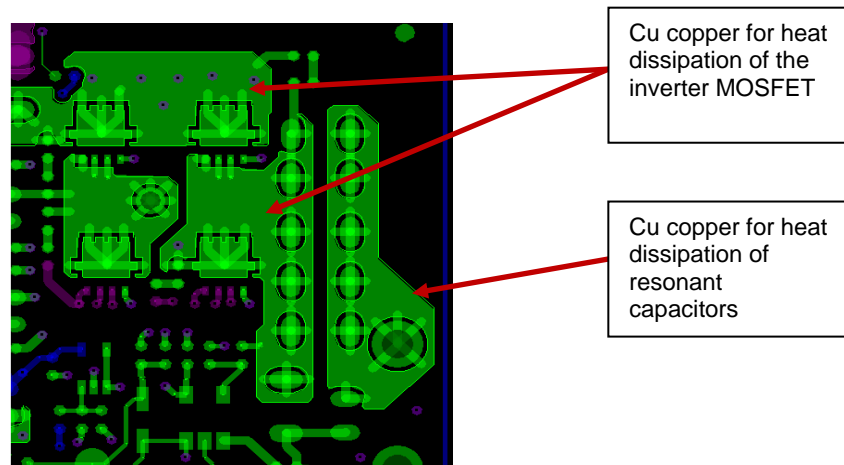 Cu copper for heat
dissipation of the
inverter MOSFET
Cu copper for heat
dissipation of
resonant
capacitors